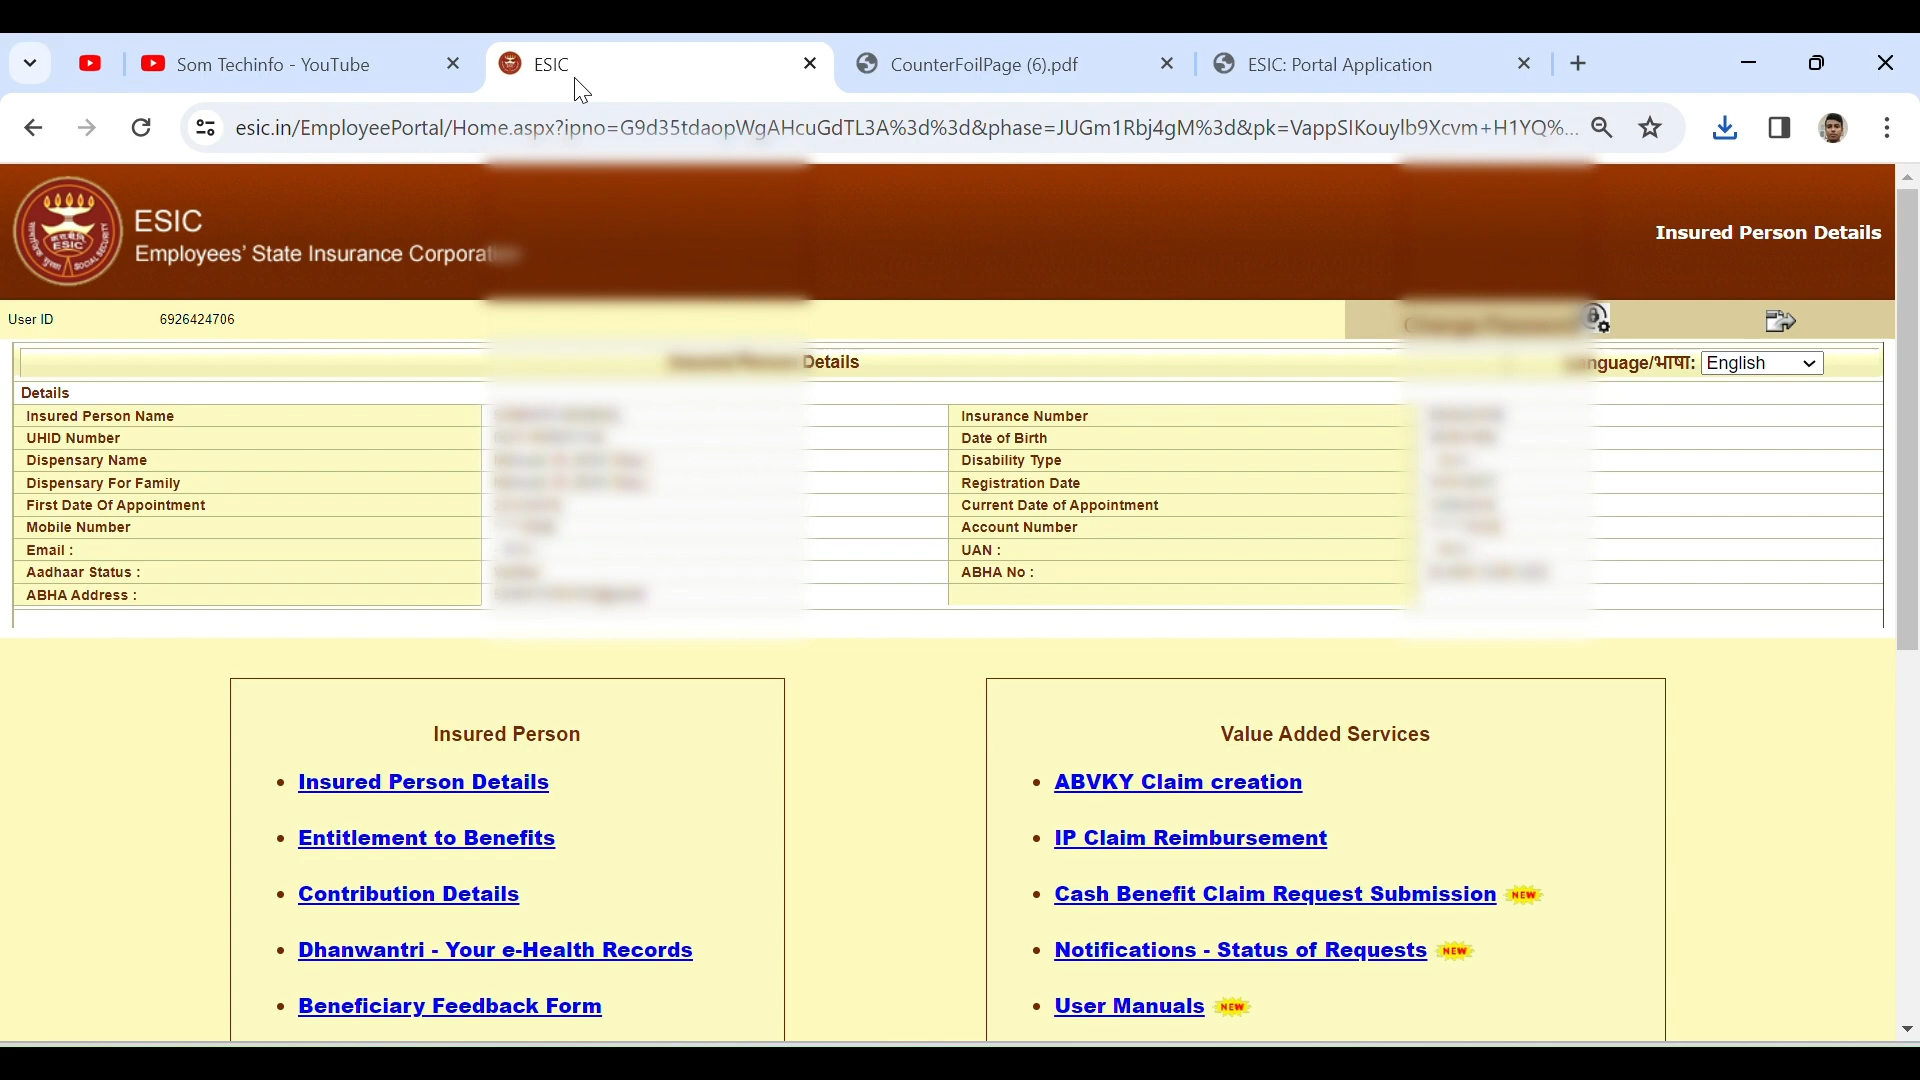 Som Techinfo - YouTube ESIC CounterFoilPage (6).pdf ESIC: Portal Application
esic.in/EmployeePortal/Home.aspx?ipno=G9d35tdaopWgAHcuGdTL3A%3d%3d&phase=JUGm1Rbj4gM%3d&pk=VappSIKouylb9Xcvm+H1YQ%...
ESIC
Employees' State Insurance
Insured Person Details
User ID 6926424706
Details Language/भाषा: English
Details
Insured Person Name Insurance Number
UHID Number Date of Birth
Dispensary Name Disability Type
Dispensary For Family Registration Date
First Date Of Appointment Current Date of Appointment
Mobile Number Account Number
Email : UAN :
Aadhaar Status : ABHA No :
ABHA Address :
Insured Person
Insured Person Details
Entitlement to Benefits
Contribution Details
Dhanwantri - Your e-Health Records
Beneficiary Feedback Form
Value Added Services
ABVKY Claim creation
IP Claim Reimbursement
Cash Benefit Claim Request Submission NEW
Notifications - Status of Requests NEW
User Manuals NEW